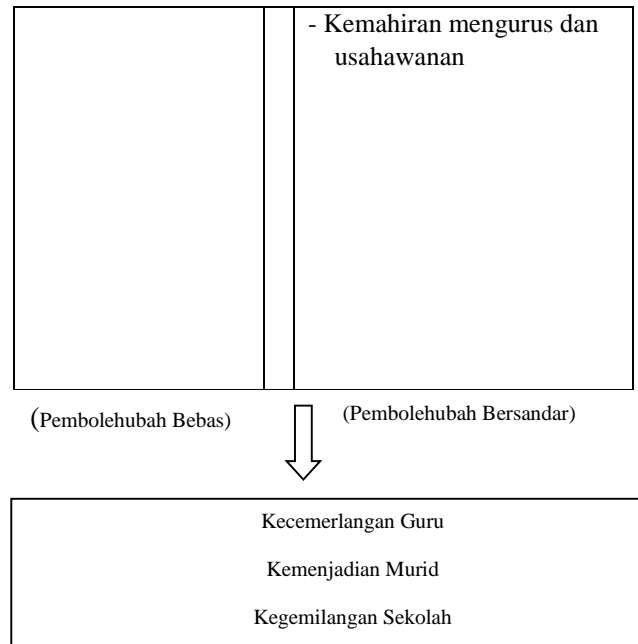 - Kemahiran mengurus dan
usahawanan
(Pembolehubah Bebas)
(Pembolehubah Bersandar)
Kecemerlangan Guru
Kemenjadian Murid
Kegemilangan Sekolah